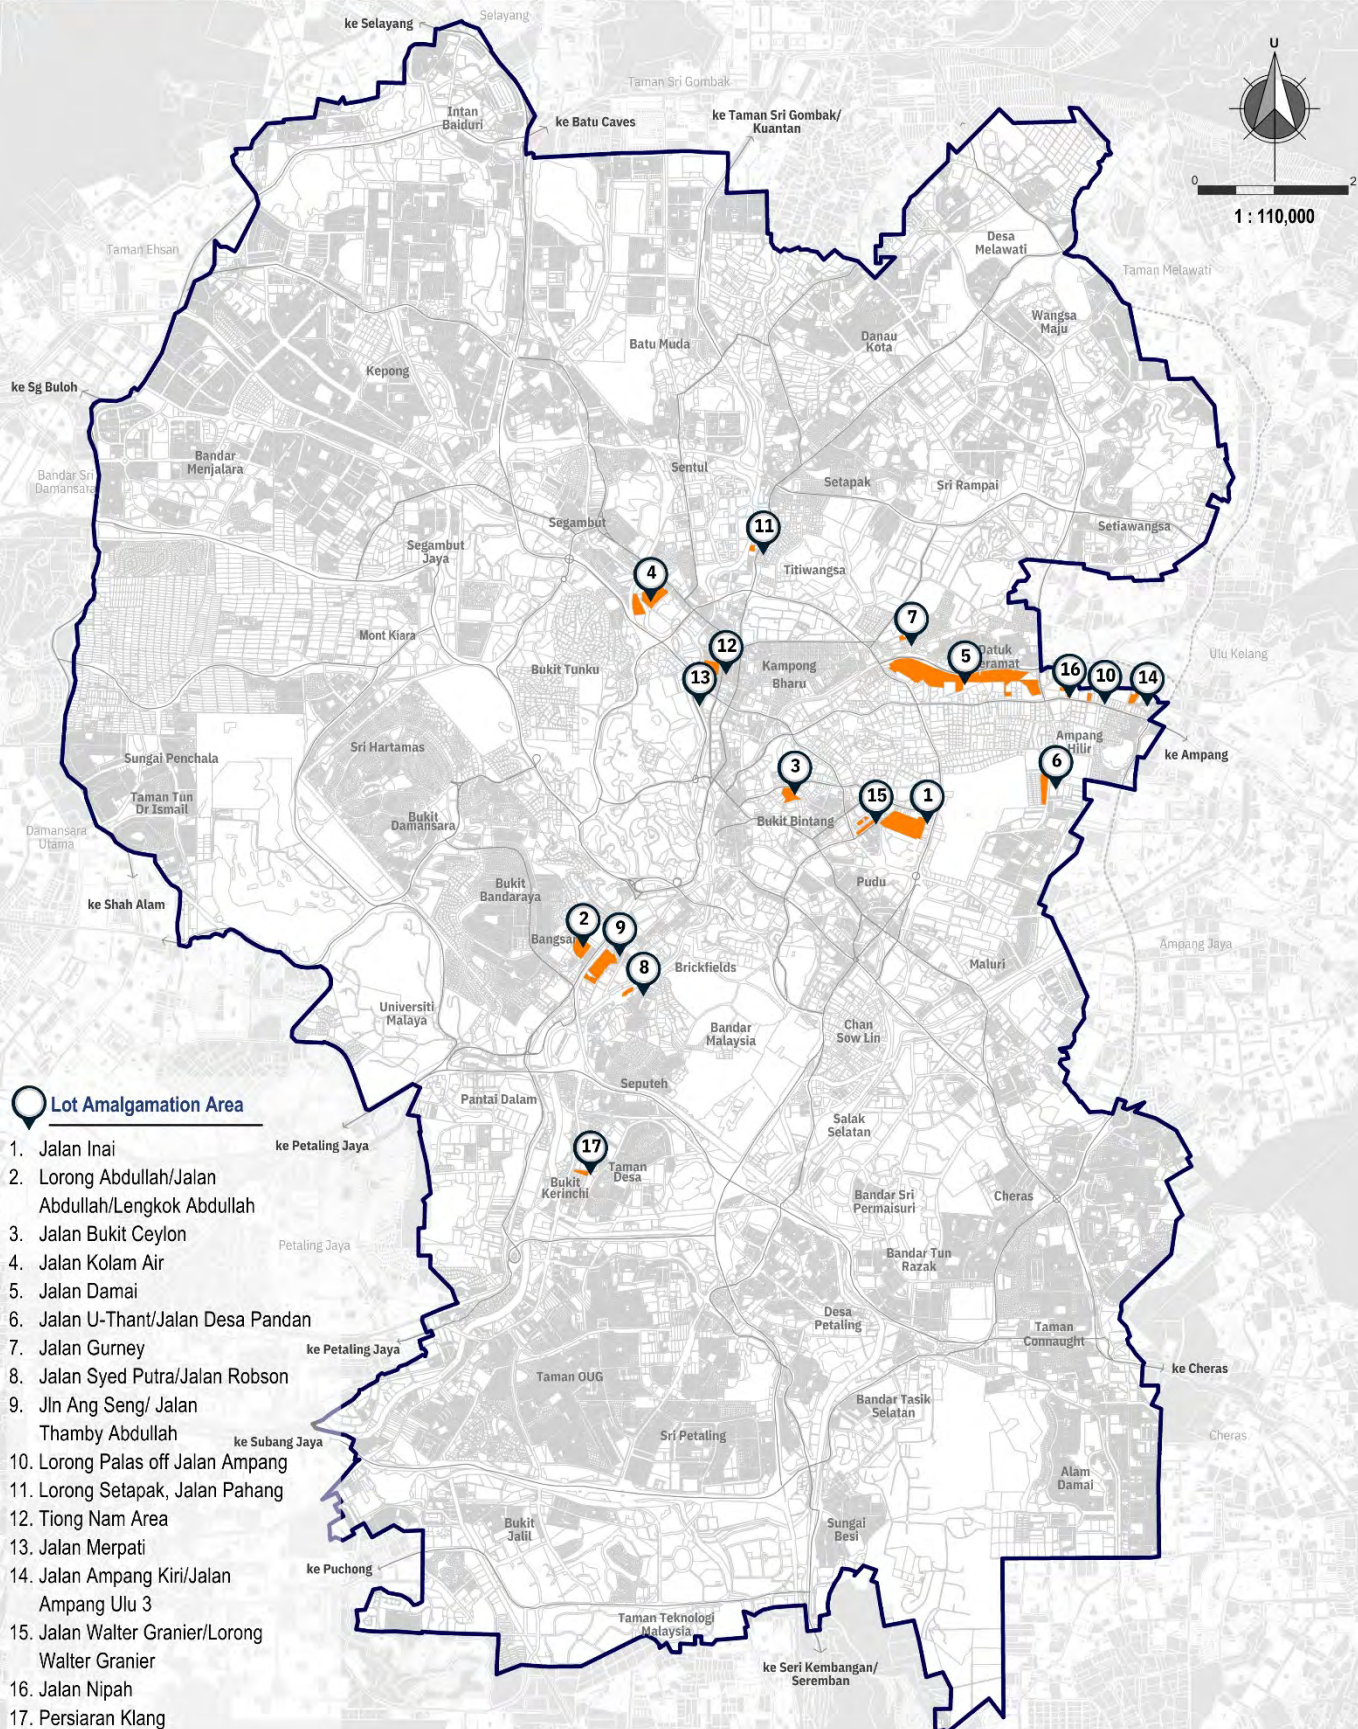 ke Selayang
Selayang
Taman Sri Gombak
Intan
Baiduri
ke Batu Caves
ke Taman Sri Gombak/
Kuantan
U
0
2
1 : 110,000
Taman Ehsan
Desa
Melawati
Taman Melawati
Wangsa
Maju
Danau
Kota
Batu Muda
Kepong
ke Sg Buloh
Bandar
Menjalara
Bandar Sri
Damansara
Sentul
Setapak
Sri Rampai
Setiawangsa
Segambut
11
Segambut
Jaya
Titiwangsa
4
7
Mont Kiara
12
Kampong
Bharu
5
Datuk
Keramat
Ulu Kelang
Bukit Tunku
13
16
10
14
Sri Hartamas
Ampang
Hilir
ke Ampang
Sungai Penchala
6
3
Taman Tun
Dr Ismail
15
1
Bukit
Damansara
Bukit Bintang
Damansara
Utama
Pudu
Bukit
Bandaraya
ke Shah Alam
2
9
Bangsar
8
Brickfields
Maluri
Ampang Jaya
Universiti
Malaya
Bandar
Malaysia
Chan
Sow Lin
Seputeh
Pantai Dalam
Salak
Selatan
ke Petaling Jaya
17
Taman
Desa
Bukit
Kerinchi
Bandar Sri
Permaisuri
Cheras
Petaling Jaya
Bandar Tun
Razak
Desa
Petaling
Taman
Connaught
ke Petaling Jaya
ke Cheras
Taman OUG
Bandar Tasik
Selatan
ke Subang Jaya
Sri Petaling
Cheras
Alam
Damai
Bukit
Jalil
Sungai
Besi
ke Puchong
Taman Teknologi
Malaysia
ke Seri Kembangan/
Seremban
Lot Amalgamation Area
1. Jalan Inai
2. Lorong Abdullah/Jalan
Abdullah/Lengkok Abdullah
3. Jalan Bukit Ceylon
4. Jalan Kolam Air
5. Jalan Damai
6. Jalan U-Thant/Jalan Desa Pandan
7. Jalan Gurney
8. Jalan Syed Putra/Jalan Robson
9. Jln Ang Seng/ Jalan
Thamby Abdullah
10. Lorong Palas off Jalan Ampang
11. Lorong Setapak, Jalan Pahang
12. Tiong Nam Area
13. Jalan Merpati
14. Jalan Ampang Kiri/Jalan
Ampang Ulu 3
15. Jalan Walter Granier/Lorong
Walter Granier
16. Jalan Nipah
17. Persiaran Klang